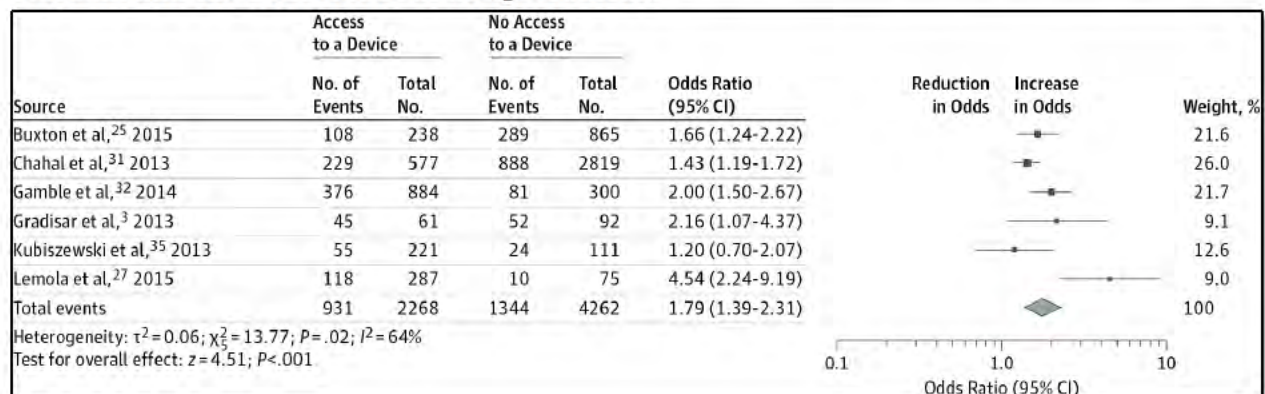 Access to a Device No Access to a Device
Source No. of Events Total No. No. of Events Total No. Odds Ratio (95% CI) Reduction in Odds Increase in Odds Weight, %
Buxton et al,25 2015 108 238 289 865 1.66 (1.24-2.22) 21.6
Chahal et al,31 2013 229 577 888 2819 1.43 (1.19-1.72) 26.0
Gamble et al,32 2014 376 884 81 300 2.00 (1.50-2.67) 21.7
Gradisar et al,3 2013 45 61 52 92 2.16 (1.07-4.37) 9.1
Kubiszewski et al,35 2013 55 221 24 111 1.20 (0.70-2.07) 12.6
Lemola et al,27 2015 118 287 10 75 4.54 (2.24-9.19) 9.0
Total events 931 2268 1344 4262 1.79 (1.39-2.31) 100
Heterogeneity: τ2 = 0.06; χ25 = 13.77; P = .02; I2 = 64%
Test for overall effect: z = 4.51; P<.001
0.1 1.0 10
Odds Ratio (95% CI)